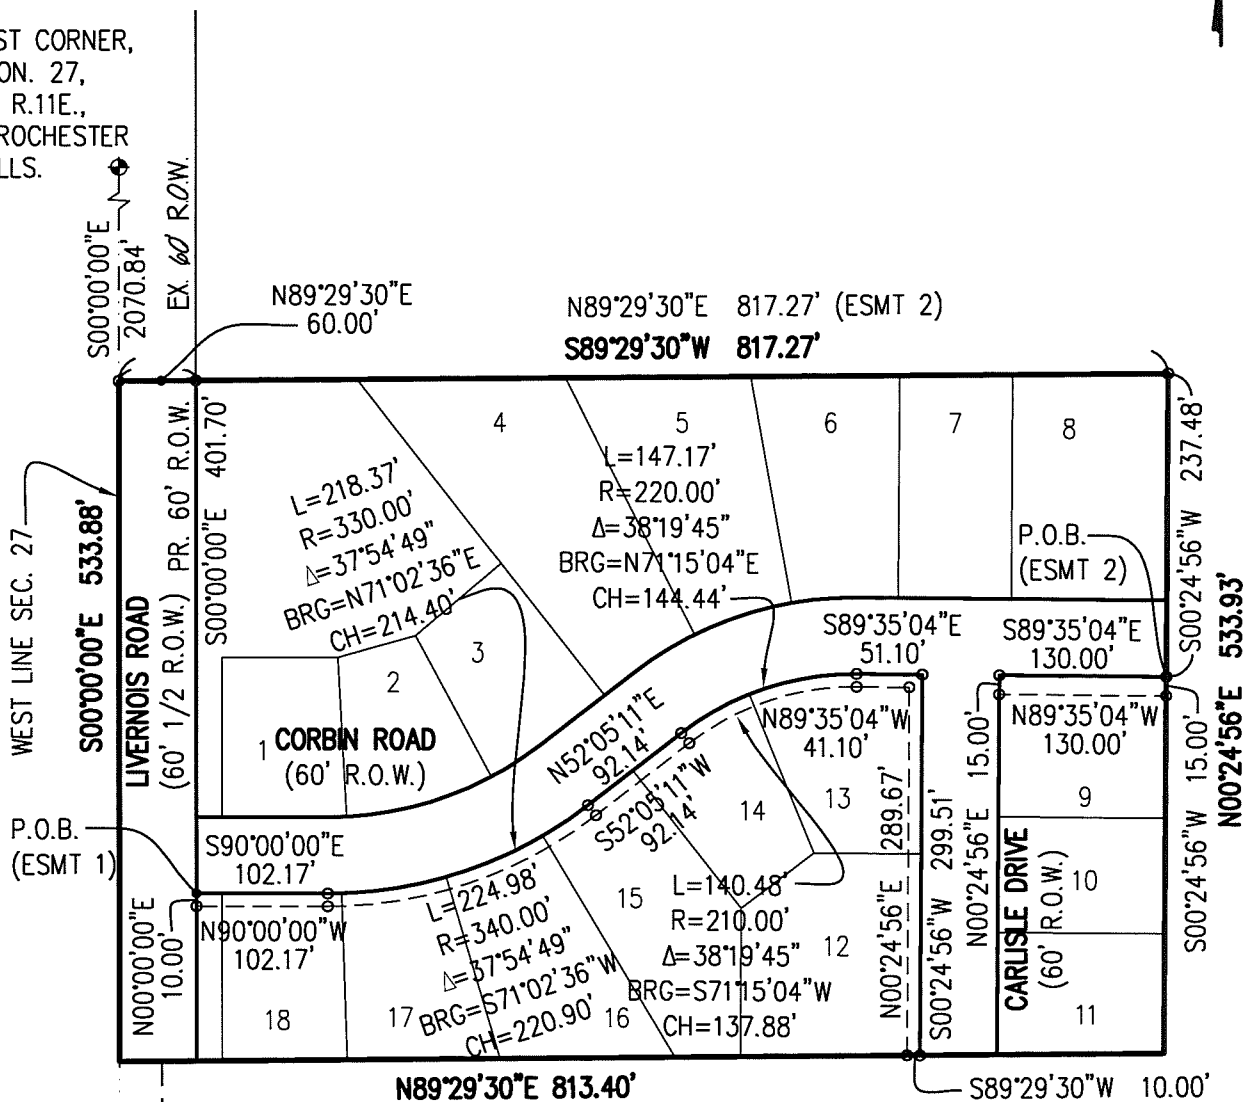 ST CORNER,
ON. 27,
R.11E.,
ROCHESTER
LLS.
S00°00'00"E
2070.84'
EX. 60' R.O.W.
N89°29'30"E
60.00'
N89°29'30"E 817.27' (ESMT 2)
S89°29'30"W 817.27'
WEST LINE SEC. 27
S00°00'00"E 533.88'
LIVERNOIS ROAD
(60' 1/2 R.O.W.) PR. 60' R.O.W.
S00°00'00"E 401.70'
4
5
6
7
8
L=218.37'
R=330.00'
Δ=37°54'49"
BRG=N71°02'36"E
CH=214.40'
L=147.17'
R=220.00'
Δ=38°19'45"
BRG=N71°15'04"E
CH=144.44'
P.O.B.
(ESMT 2)
S00°24'56"W 237.48'
N00°24'56"E 533.93'
S89°35'04"E
51.10'
S89°35'04"E
130.00'
3
2
1
CORBIN ROAD
(60' R.O.W.)
N52°05'11"E
92.14'
S52°05'11"W
92.14'
N89°35'04"W
41.10'
N89°35'04"W
130.00'
15.00'
N00°24'56"E
S00°24'56"W 15.00'
P.O.B.
(ESMT 1)
S90°00'00"E
102.17'
N90°00'00"W
102.17'
N00°00'00"E
10.00'
14
13
9
10
11
15
12
16
17
18
289.67'
N00°24'56"E
S00°24'56"W 299.51'
CARLISLE DRIVE
(60' R.O.W.)
L=224.98'
R=340.00'
Δ=37°54'49"
BRG=S71°02'36"W
CH=220.90'
L=140.48'
R=210.00'
Δ=38°19'45"
BRG=S71°15'04"W
CH=137.88'
N89°29'30"E 813.40'
S89°29'30"W 10.00'